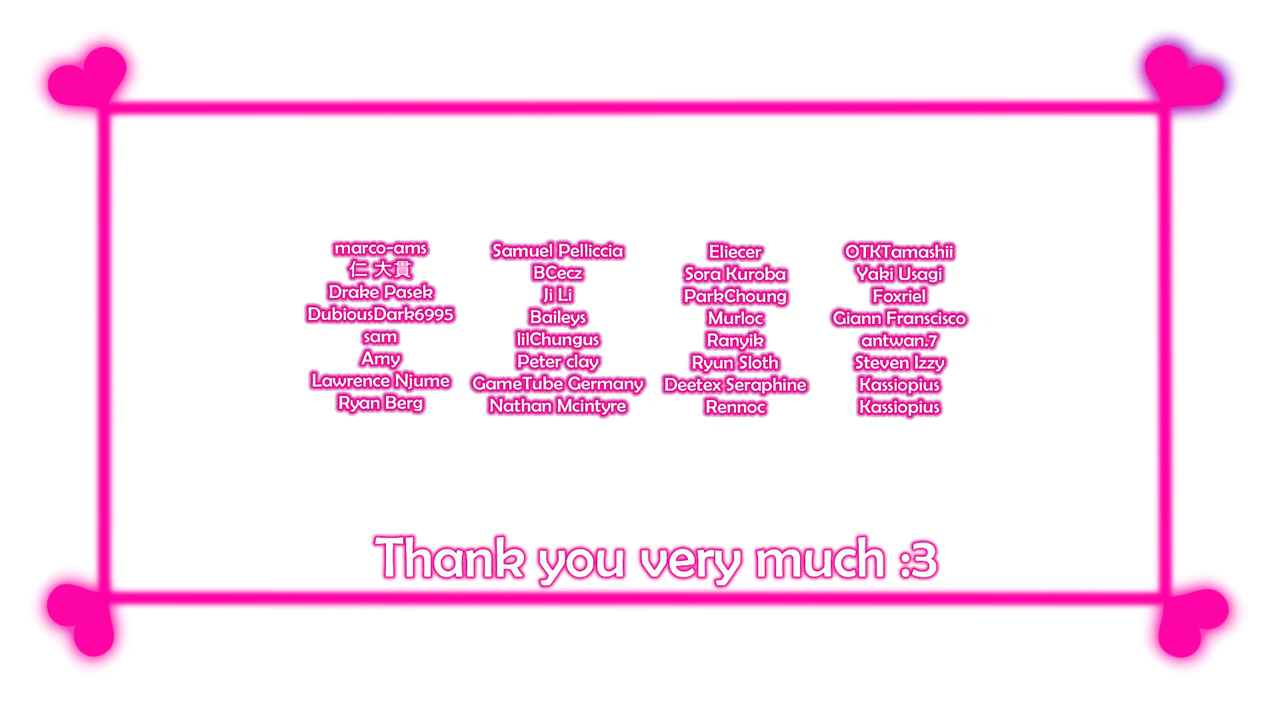 marco-ams
仁 大貫
Drake Pasek
DubiousDark6995
sam
Amy
Lawrence Njume
Ryan Berg
Samuel Pelliccia
BCecz
Ji Li
Baileys
lilChungus
Peter clay
GameTube Germany
Nathan Mcintyre
Eliecer
Sora Kuroba
ParkChoung
Murloc
Ranyik
Ryun Sloth
Deetex Seraphine
Rennoc
OTKTamashii
Yaki Usagi
Foxriel
Giann Franscisco
antwan.7
Steven Izzy
Kassiopius
Kassiopius
Thank you very much :3